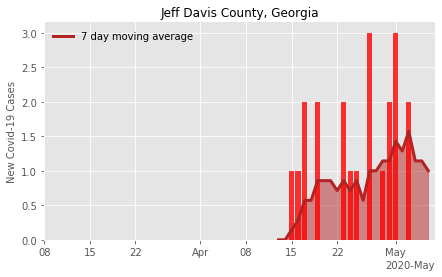 Jeff Davis County, Georgia
7 day moving average
New Covid-19 Cases
3.0
2.5
2.0
1.5
1.0
0.5
0.0
08 15 22 Apr 08 15 22 May
2020-May